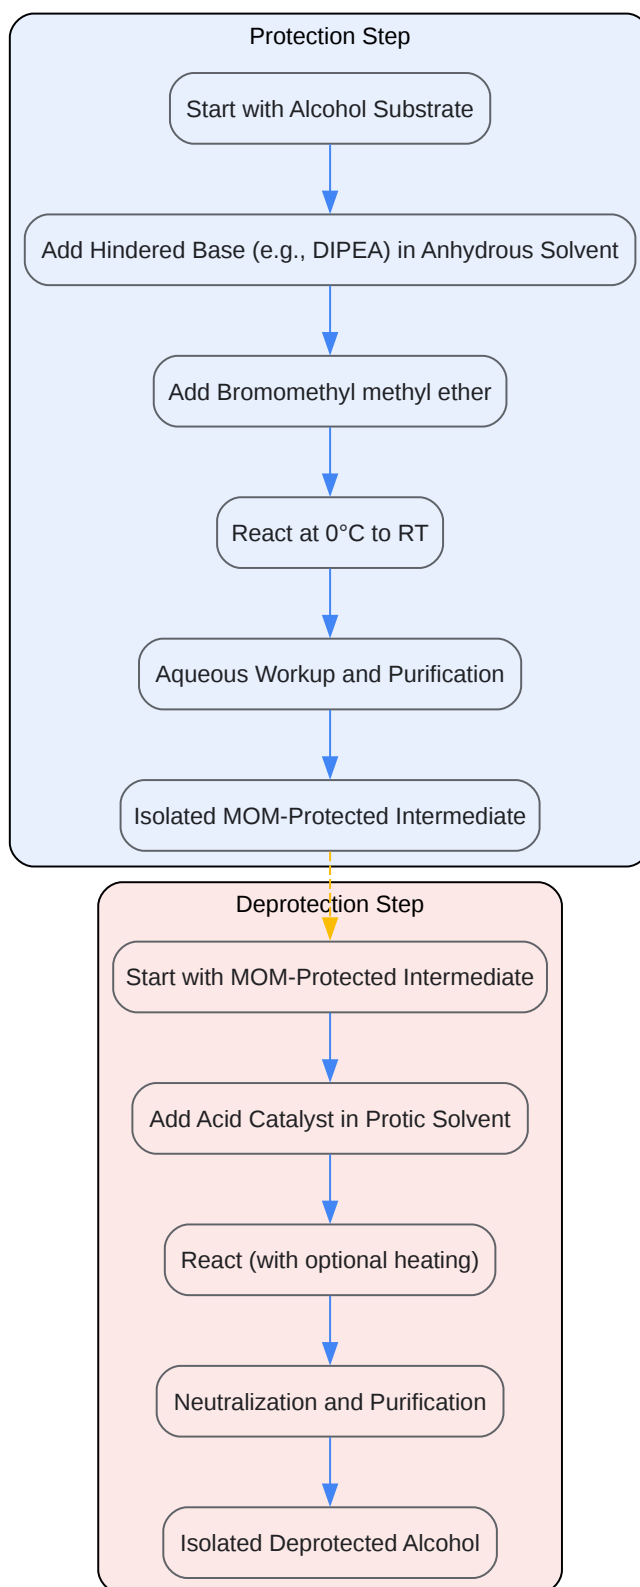 Protection Step
Start with Alcohol Substrate
Add Hindered Base (e.g., DIPEA) in Anhydrous Solvent
Add Bromomethyl methyl ether
React at 0°C to RT
Aqueous Workup and Purification
Isolated MOM-Protected Intermediate
Deprotection Step
Start with MOM-Protected Intermediate
Add Acid Catalyst in Protic Solvent
React (with optional heating)
Neutralization and Purification
Isolated Deprotected Alcohol